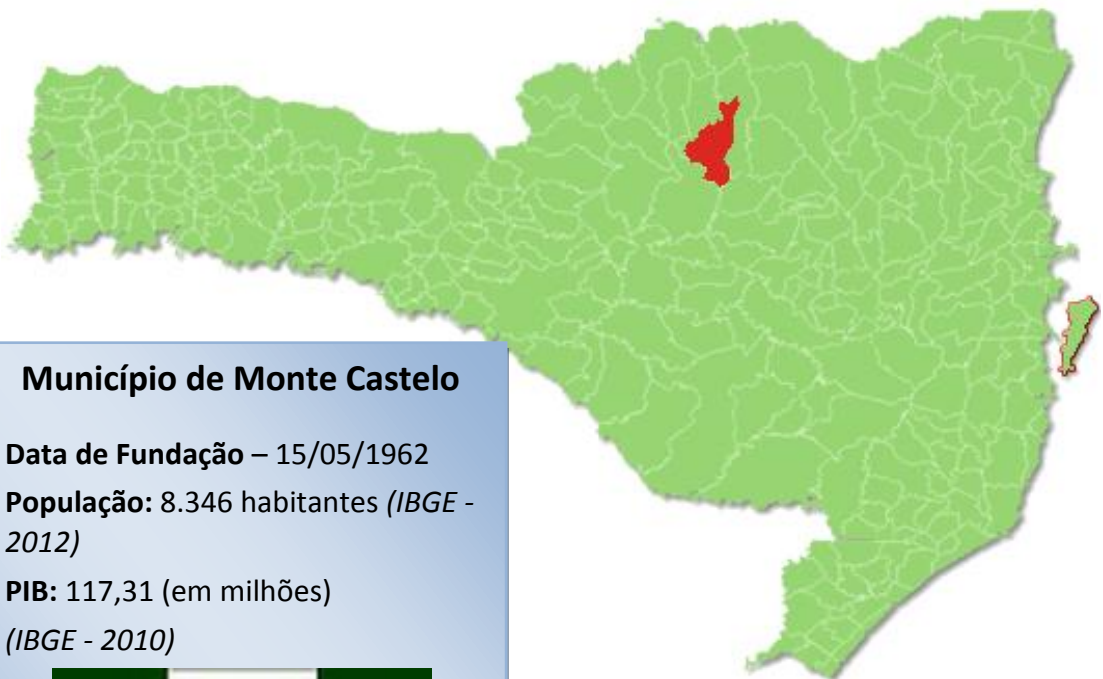 Município de Monte Castelo
Data de Fundação – 15/05/1962
População: 8.346 habitantes (IBGE -
2012)
PIB: 117,31 (em milhões)
(IBGE - 2010)